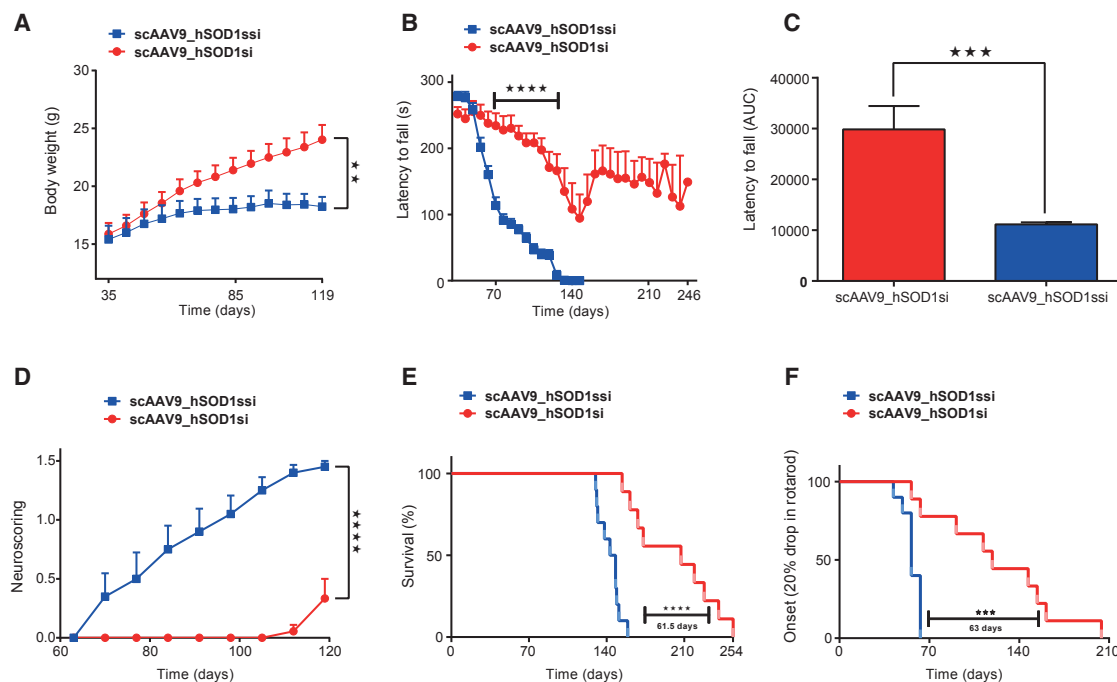 A
scAAV9_hSOD1ssi
scAAV9_hSOD1si
30
25
20
15
Body weight (g)
★★
35
85
119
Time (days)
B
scAAV9_hSOD1ssi
scAAV9_hSOD1si
300
200
100
0
Latency to fall (s)
★★★★
70
140
210
246
Time (days)
C
★★★
40000
30000
20000
10000
0
Latency to fall (AUC)
scAAV9_hSOD1si
scAAV9_hSOD1ssi
D
scAAV9_hSOD1ssi
scAAV9_hSOD1si
1.5
1.0
0.5
0.0
Neuroscoring
★★★★
60
80
100
120
Time (days)
E
scAAV9_hSOD1ssi
scAAV9_hSOD1si
100
50
0
Survival (%)
★★★★
61.5 days
0
70
140
210
254
Time (days)
F
scAAV9_hSOD1ssi
scAAV9_hSOD1si
100
50
0
Onset (20% drop in rotarod)
★★★
63 days
0
70
140
210
Time (days)